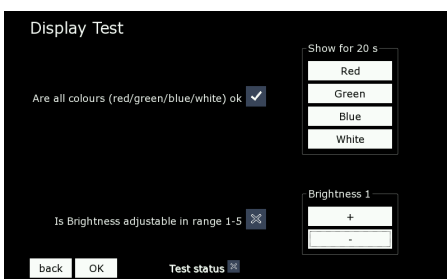 Display Test
Show for 20 s
Red
Are all colours (red/green/blue/white) ok
Green
Blue
White
Brightness 1
Is Brightness adjustable in range 1-5
+
-
back
OK
Test status